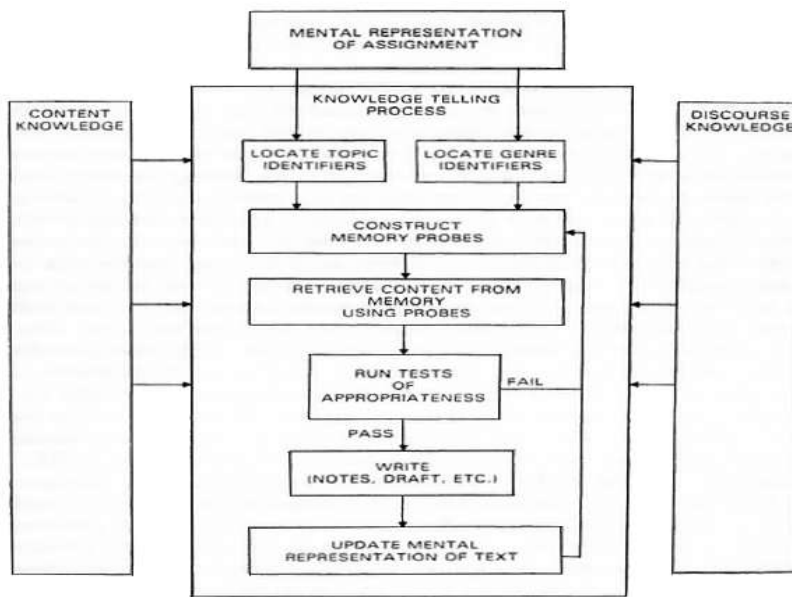 MENTAL REPRESENTATION
OF ASSIGNMENT
CONTENT
KNOWLEDGE
KNOWLEDGE TELLING
PROCESS
DISCOURSE
KNOWLEDGE
LOCATE TOPIC
IDENTIFIERS
LOCATE GENRE
IDENTIFIERS
CONSTRUCT
MEMORY PROBES
RETRIEVE CONTENT FROM
MEMORY
USING PROBES
RUN TESTS
OF
APPROPRIATENESS
FAIL
PASS
WRITE
(NOTES, DRAFT, ETC.)
UPDATE MENTAL
REPRESENTATION OF TEXT